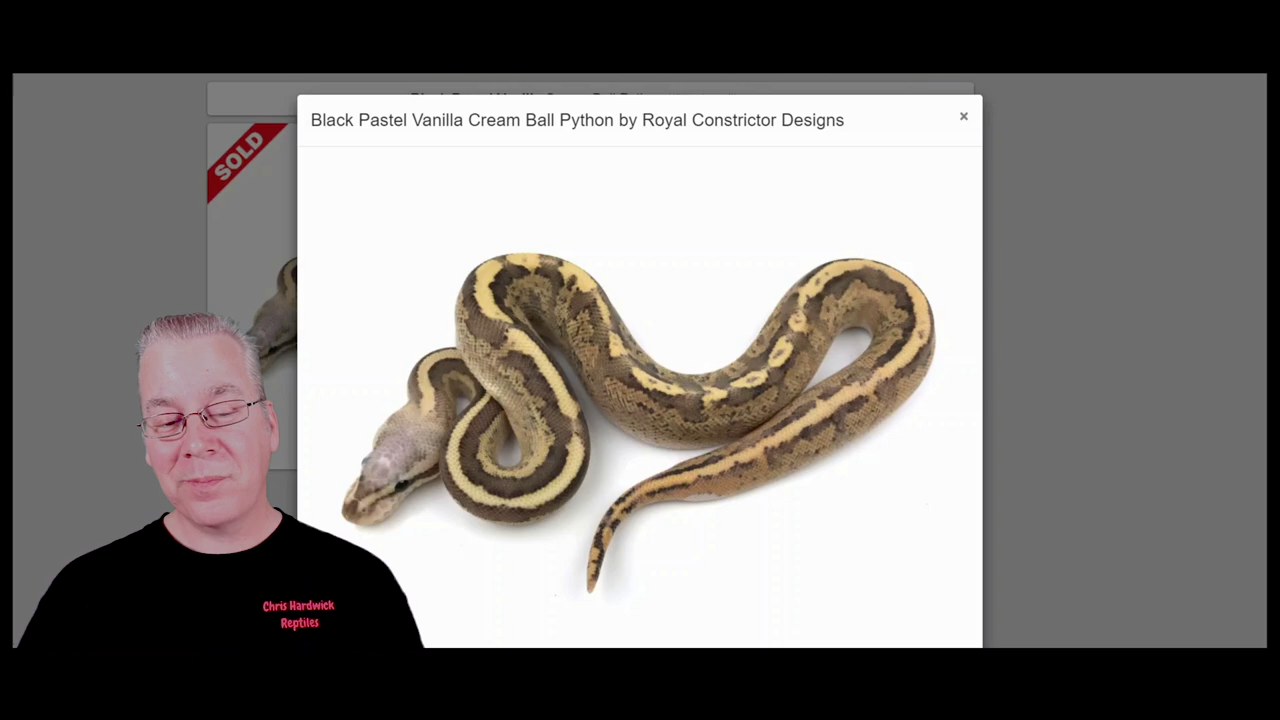 Black Pastel Vanilla Cream Ball Python by Royal Constrictor Designs
×
SOLD
Chris Hardwick
Reptiles